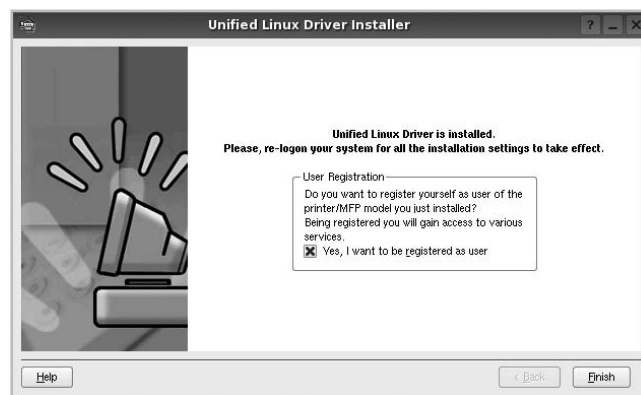 Unified Linux Driver Installer
Unified Linux Driver is installed.
Please, re-logon your system for all the installation settings to take effect.
User Registration
Do you want to register yourself as user of the
printer/MFP model you just installed?
Being registered you will gain access to various
services.
Yes, I want to be registered as user
Help
< Back
Finish